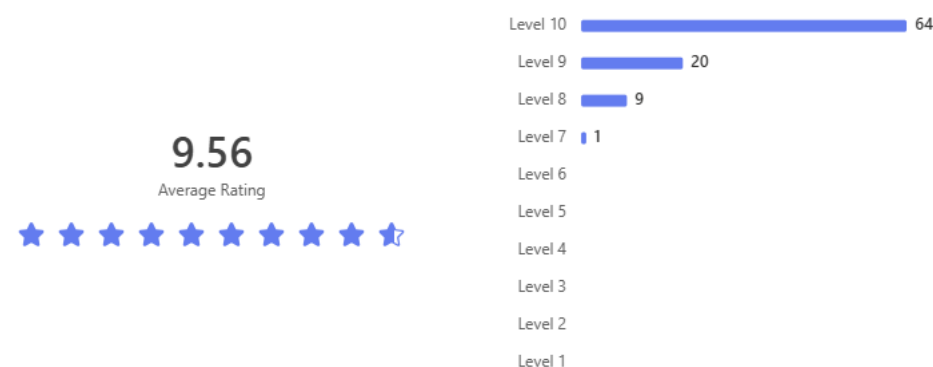 9.56
Average Rating
Level 10 64
Level 9 20
Level 8 9
Level 7 1
Level 6
Level 5
Level 4
Level 3
Level 2
Level 1